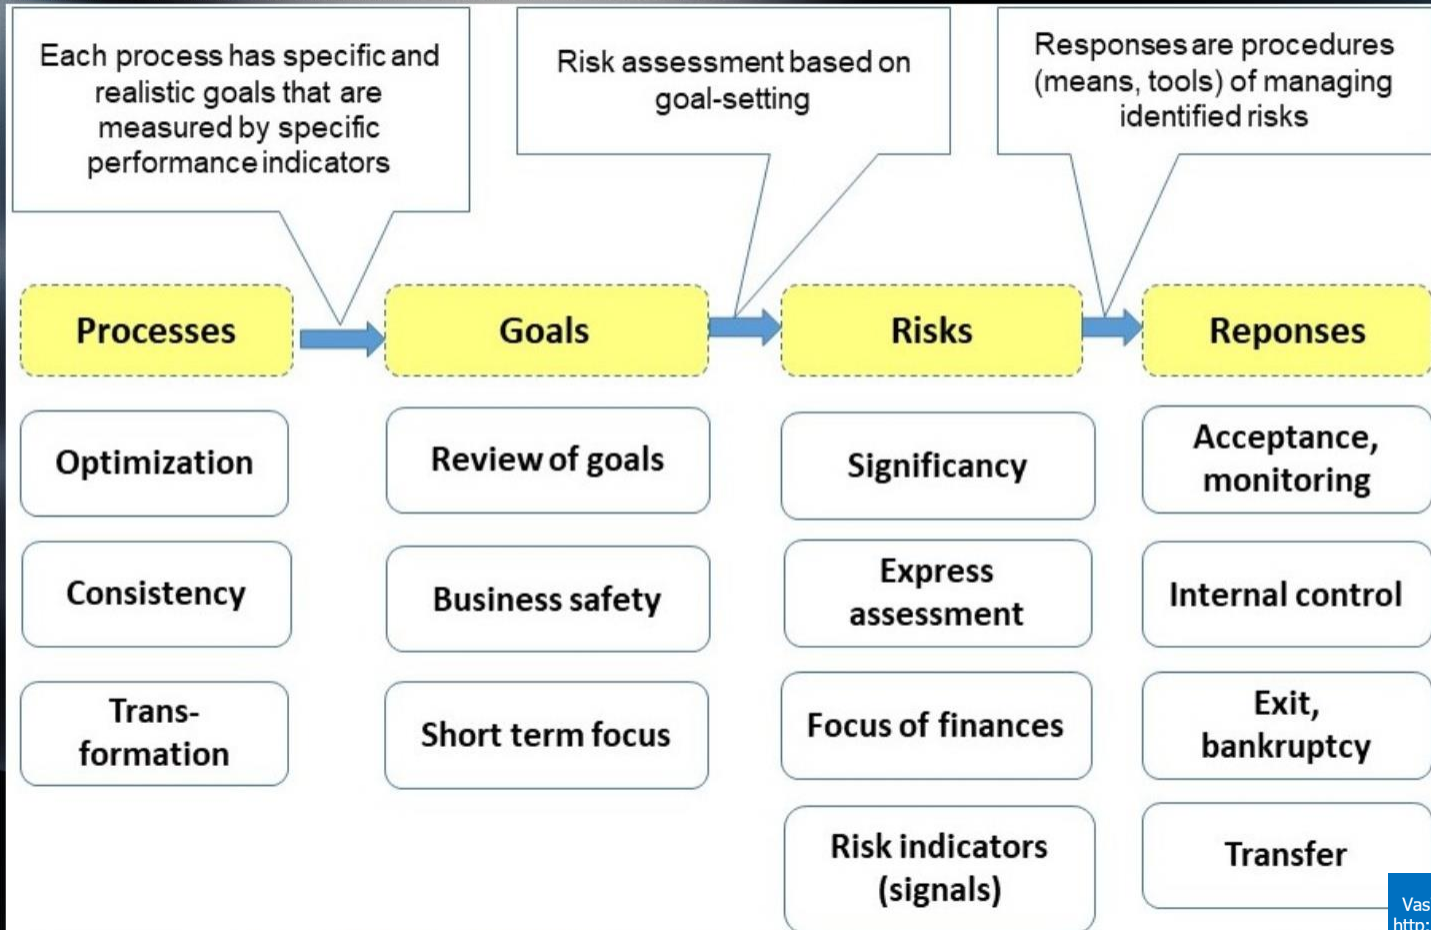 Each process has specific and
realistic goals that are
measured by specific
performance indicators
Risk assessment based on
goal-setting
Responses are procedures
(means, tools) of managing
identified risks
Processes
Goals
Risks
Reponses
Optimization
Consistency
Trans-
formation
Review of goals
Business safety
Short term focus
Significancy
Express
assessment
Focus of finances
Risk indicators
(signals)
Acceptance,
monitoring
Internal control
Exit,
bankruptcy
Transfer
Vas
http: